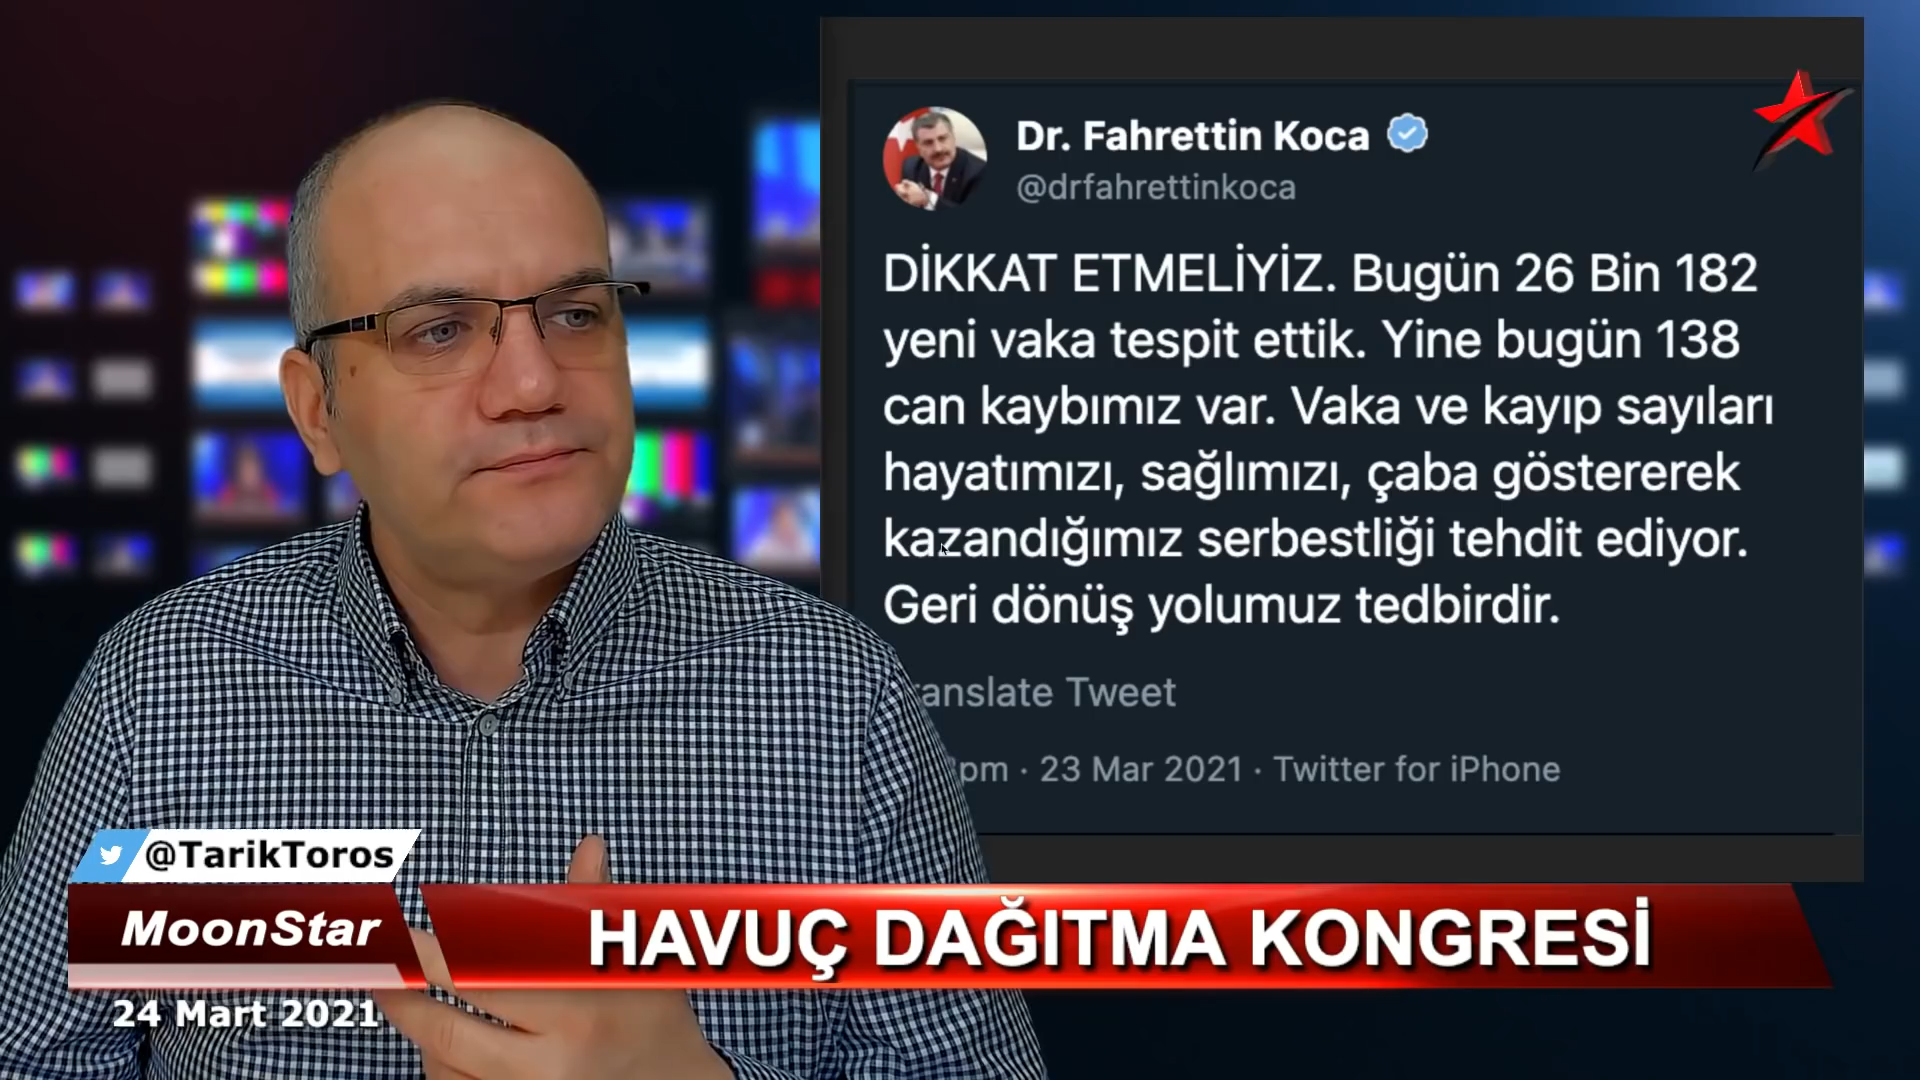 Dr. Fahrettin Koca
@drfahrettinkoca
DİKKAT ETMELİYİZ. Bugün 26 Bin 182
yeni vaka tespit ettik. Yine bugün 138
can kaybımız var. Vaka ve kayıp sayıları
hayatımızı, sağlımızı, çaba göstererek
kazandığımız serbestliği tehdit ediyor.
Geri dönüş yolumuz tedbirdir.
ranslate Tweet
pm · 23 Mar 2021 · Twitter for iPhone
@TarikToros
MoonStar
HAVUÇ DAĞITMA KONGRESİ
24 Mart 2021